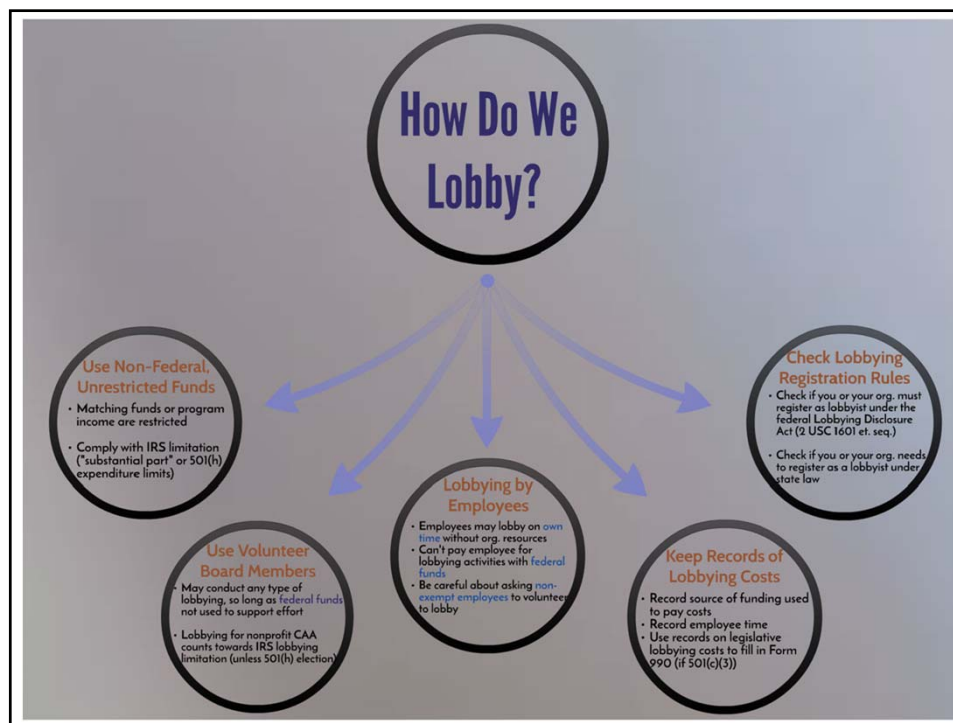 How Do We
Lobby?
Use Non-Federal,
Unrestricted Funds
• Matching funds or program
income are restricted
• Comply with IRS limitation
("substantial part" or 501(h)
expenditure limits)
Use Volunteer
Board Members
• May conduct any type of
lobbying, so long as federal funds
not used to support effort
• Lobbying for nonprofit CAA
counts towards IRS lobbying
limitation (unless 501(h) election)
Lobbying by
Employees
• Employees may lobby on own
time without org. resources
• Can't pay employee for
lobbying activities with federal
funds
• Be careful about asking non-
exempt employees to volunteer
to lobby
Keep Records of
Lobbying Costs
• Record source of funding used
to pay costs
• Record employee time
• Use records on legislative
lobbying costs to fill in Form
990 (if 501(c)(3))
Check Lobbying
Registration Rules
• Check if you or your org. must
register as lobbyist under the
federal Lobbying Disclosure
Act (2 USC 1601 et. seq.)
• Check if you or your org. needs
to register as a lobbyist under
state law